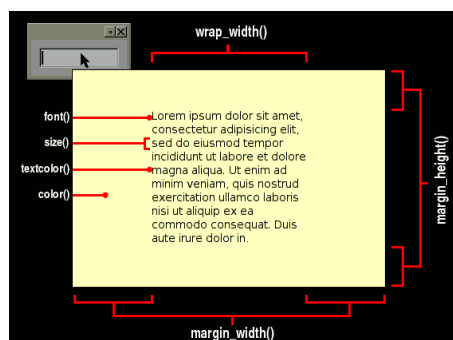 wrap_width()
font()
size()
textcolor()
color()
Lorem ipsum dolor sit amet,
consectetur adipisicing elit,
sed do eiusmod tempor
incididunt ut labore et dolore
magna aliqua. Ut enim ad
minim veniam, quis nostrud
exercitation ullamco laboris
nisi ut aliquip ex ea
commodo consequat. Duis
aute irure dolor in.
margin_height()
margin_width()